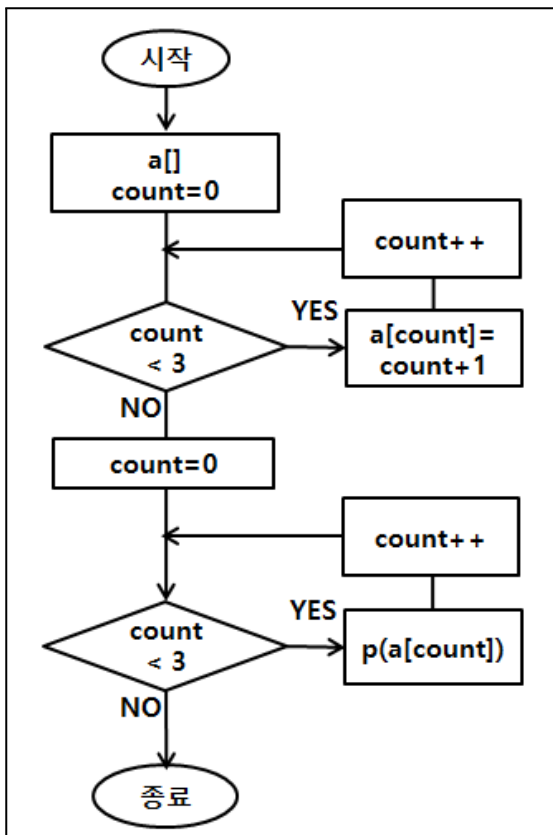 시작
a[]
count=0
count++
count
< 3
YES
a[count]=
count+1
NO
count=0
count++
count
< 3
YES
p(a[count])
NO
종료